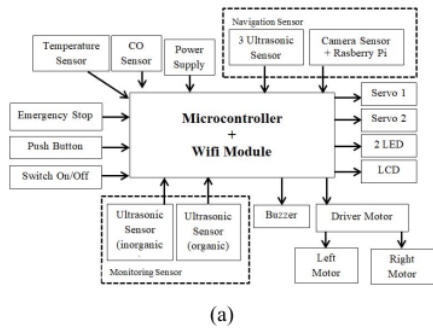 Navigation Sensor
Temperature
Sensor
CO
Sensor
Power
Supply
3 Ultrasonic
Sensor
Camera Sensor
+ Rasberry Pi
Emergency Stop
Push Button
Switch On/Off
Microcontroller
+
Wifi Module
Servo 1
Servo 2
2 LED
LCD
Ultrasonic
Sensor
(inorganic
Ultrasonic
Sensor
(organic)
Monitoring Sensor
Buzzer
Driver Motor
Left
Motor
Right
Motor
(a)